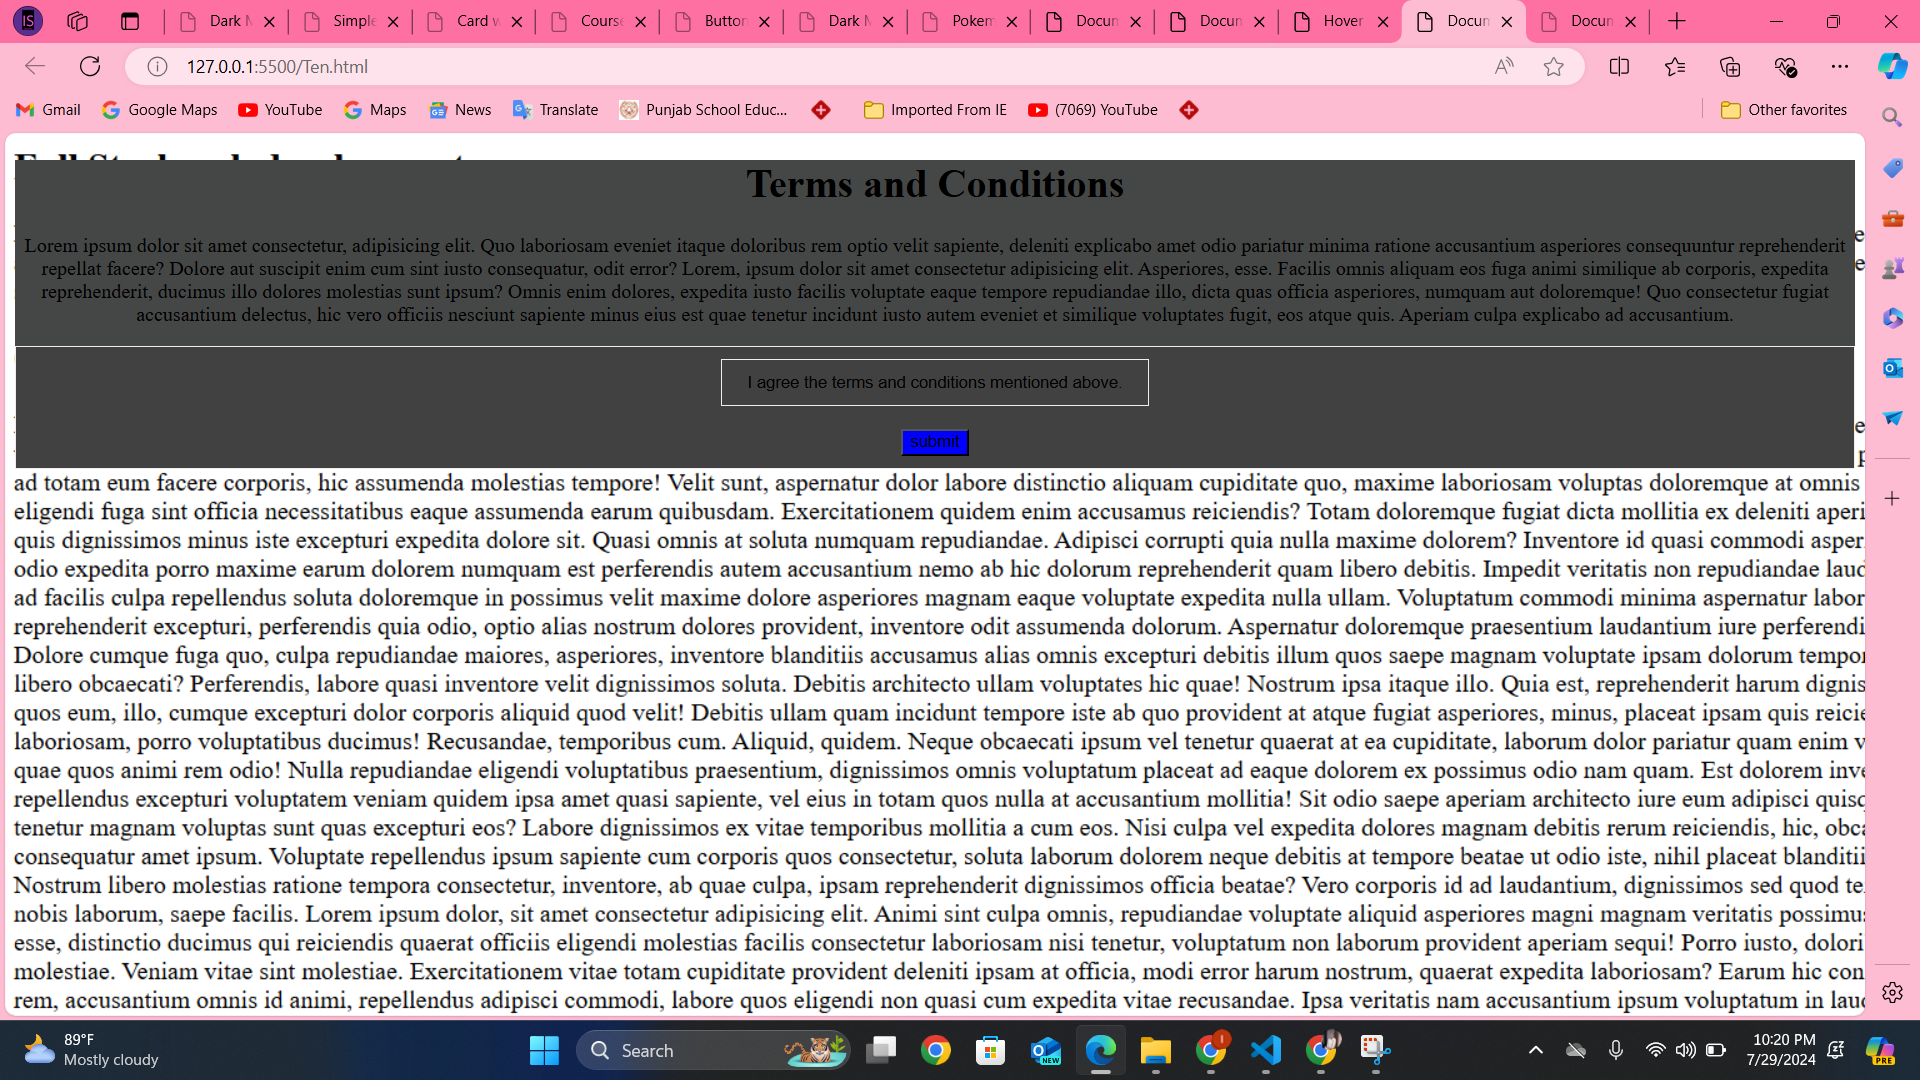 Dark M
Simple
Card w
Course
Button
Dark M
Pokem
Docum
Docum
Hover
Docum
Docum
127.0.0.1:5500/Ten.html
Gmail
Google Maps
YouTube
Maps
News
Translate
Punjab School Educ...
Imported From IE
(7069) YouTube
Other favorites
Terms and Conditions
Lorem ipsum dolor sit amet consectetur, adipisicing elit. Quo laboriosam eveniet itaque doloribus rem optio velit sapiente, deleniti explicabo amet odio pariatur minima ratione accusantium asperiores consequuntur reprehenderit
repellat facere? Dolore aut suscipit enim cum sint iusto consequatur, odit error? Lorem, ipsum dolor sit amet consectetur adipisicing elit. Asperiores, esse. Facilis omnis aliquam eos fuga animi similique ab corporis, expedita
reprehenderit, ducimus illo dolores molestias sunt ipsum? Omnis enim dolores, expedita iusto facilis voluptate eaque tempore repudiandae illo, dicta quas officia asperiores, numquam aut doloremque! Quo consectetur fugiat
accusantium delectus, hic vero officiis nesciunt sapiente minus eius est quae tenetur incidunt iusto autem eveniet et similique voluptates fugit, eos atque quis. Aperiam culpa explicabo ad accusantium.
I agree the terms and conditions mentioned above.
submit
ad totam eum facere corporis, hic assumenda molestias tempore! Velit sunt, aspernatur dolor labore distinctio aliquam cupiditate quo, maxime laboriosam voluptas doloremque at omnis
eligendi fuga sint officia necessitatibus eaque assumenda earum quibusdam. Exercitationem quidem enim accusamus reiciendis? Totam doloremque fugiat dicta mollitia ex deleniti aperi
quis dignissimos minus iste excepturi expedita dolore sit. Quasi omnis at soluta numquam repudiandae. Adipisci corrupti quia nulla maxime dolorem? Inventore id quasi commodi asper
odio expedita porro maxime earum dolorem numquam est perferendis autem accusantium nemo ab hic dolorum reprehenderit quam libero debitis. Impedit veritatis non repudiandae laud
ad facilis culpa repellendus soluta doloremque in possimus velit maxime dolore asperiores magnam eaque voluptate expedita nulla ullam. Voluptatum commodi minima aspernatur labor
reprehenderit excepturi, perferendis quia odio, optio alias nostrum dolores provident, inventore odit assumenda dolorum. Aspernatur doloremque praesentium laudantium iure perferendi
Dolore cumque fuga quo, culpa repudiandae maiores, asperiores, inventore blanditiis accusamus alias omnis excepturi debitis illum quos saepe magnam voluptate ipsam dolorum tempor
libero obcaecati? Perferendis, labore quasi inventore velit dignissimos soluta. Debitis architecto ullam voluptates hic quae! Nostrum ipsa itaque illo. Quia est, reprehenderit harum dignis
quos eum, illo, cumque excepturi dolor corporis aliquid quod velit! Debitis ullam quam incidunt tempore iste ab quo provident at atque fugiat asperiores, minus, placeat ipsam quis reicie
laboriosam, porro voluptatibus ducimus! Recusandae, temporibus cum. Aliquid, quidem. Neque obcaecati ipsum vel tenetur quaerat at ea cupiditate, laborum dolor pariatur quam enim v
quae quos animi rem odio! Nulla repudiandae eligendi voluptatibus praesentium, dignissimos omnis voluptatum placeat ad eaque dolorem ex possimus odio nam quam. Est dolorem inve
repellendus excepturi voluptatem veniam quidem ipsa amet quasi sapiente, vel eius in totam quos nulla at accusantium mollitia! Sit odio saepe aperiam architecto iure eum adipisci quisq
tenetur magnam voluptas sunt quas excepturi eos? Labore dignissimos ex vitae temporibus mollitia a cum eos. Nisi culpa vel expedita dolores magnam debitis rerum reiciendis, hic, obca
consequatur amet ipsum. Voluptate repellendus ipsum sapiente cum corporis quos consectetur, soluta laborum dolorem neque debitis at tempore beatae ut odio iste, nihil placeat blanditii
Nostrum libero molestias ratione tempora consectetur, inventore, ab quae culpa, ipsam reprehenderit dignissimos officia beatae? Vero corporis id ad laudantium, dignissimos sed quod te
nobis laborum, saepe facilis. Lorem ipsum dolor, sit amet consectetur adipisicing elit. Animi sint culpa omnis, repudiandae voluptate aliquid asperiores magni magnam veritatis possimus
esse, distinctio ducimus qui reiciendis quaerat officiis eligendi molestias facilis consectetur laboriosam nisi tenetur, voluptatum non laborum provident aperiam sequi! Porro iusto, dolori
molestiae. Veniam vitae sint molestiae. Exercitationem vitae totam cupiditate provident deleniti ipsam at officia, modi error harum nostrum, quaerat expedita laboriosam? Earum hic con
rem, accusantium omnis id animi, repellendus adipisci commodi, labore quos eligendi non quasi cum expedita vitae recusandae. Ipsa veritatis nam accusantium ipsum voluptatum in lauc
89°F
Mostly cloudy
Search
10:20 PM
7/29/2024